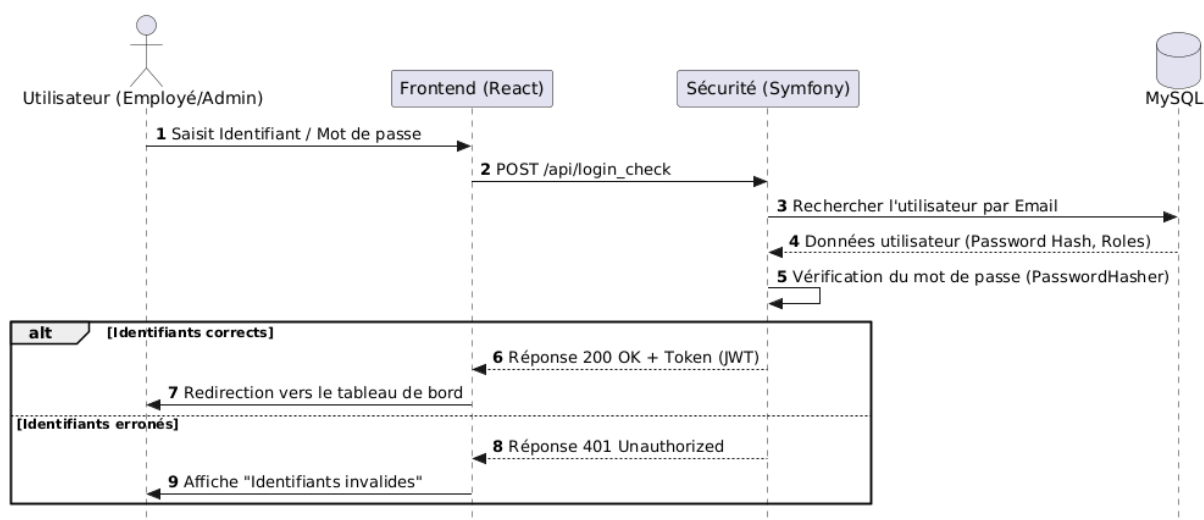 Utilisateur (Employé/Admin)
Frontend (React)
Sécurité (Symfony)
MySQL
1 Saisit Identifiant / Mot de passe
2 POST /api/login_check
3 Rechercher l'utilisateur par Email
4 Données utilisateur (Password Hash, Roles)
5 Vérification du mot de passe (PasswordHasher)
alt [Identifiants corrects]
6 Réponse 200 OK + Token (JWT)
7 Redirection vers le tableau de bord
[Identifiants erronés]
8 Réponse 401 Unauthorized
9 Affiche "Identifiants invalides"